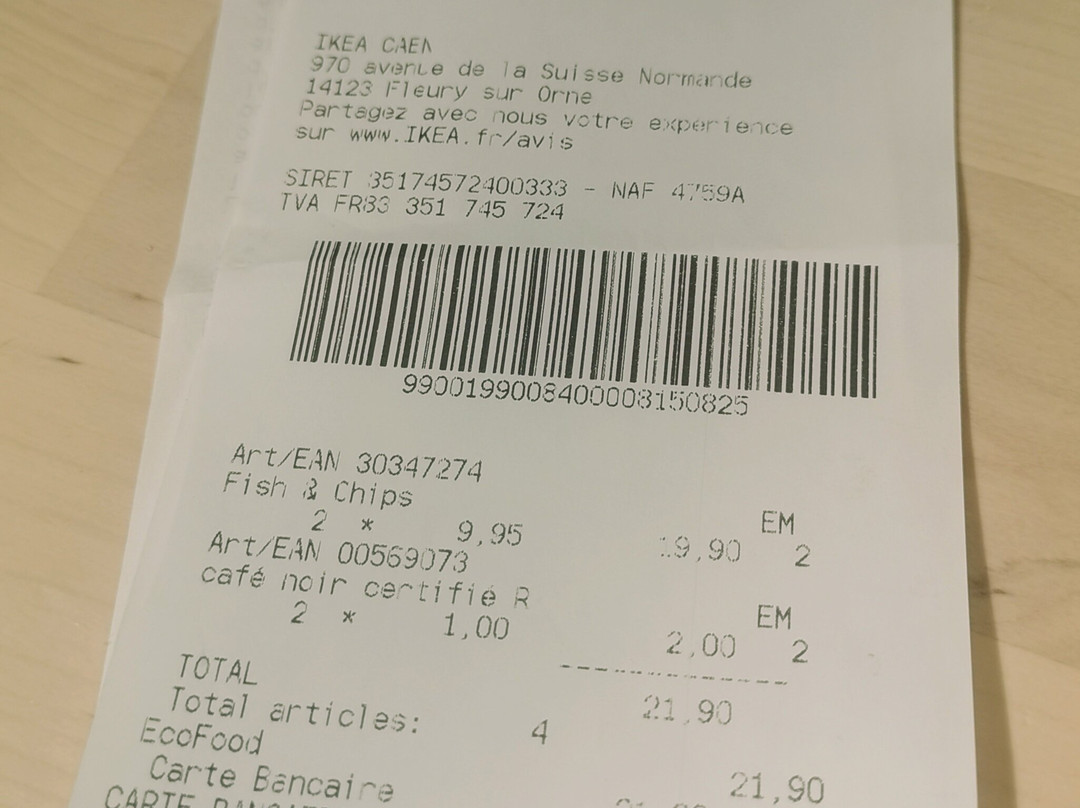 IKEA CAEN
970 avenue de la Suisse Normande
14123 Fleury sur Orne
Partagez avec nous votre experience
sur www.IKEA.fr/avis
SIRET 35174572400333 - NAF 4759A
TVA FR83 351 745 724
9900199008400008150825
Art/EAN 30347274
Fish & Chips EM
2 * 9,95 19,90 2
Art/EAN 00569073
café noir certifié R EM
2 * 1,00 2,00 2
TOTAL 21,90
Total articles: 4
EcoFood
Carte Bancaire 21,90